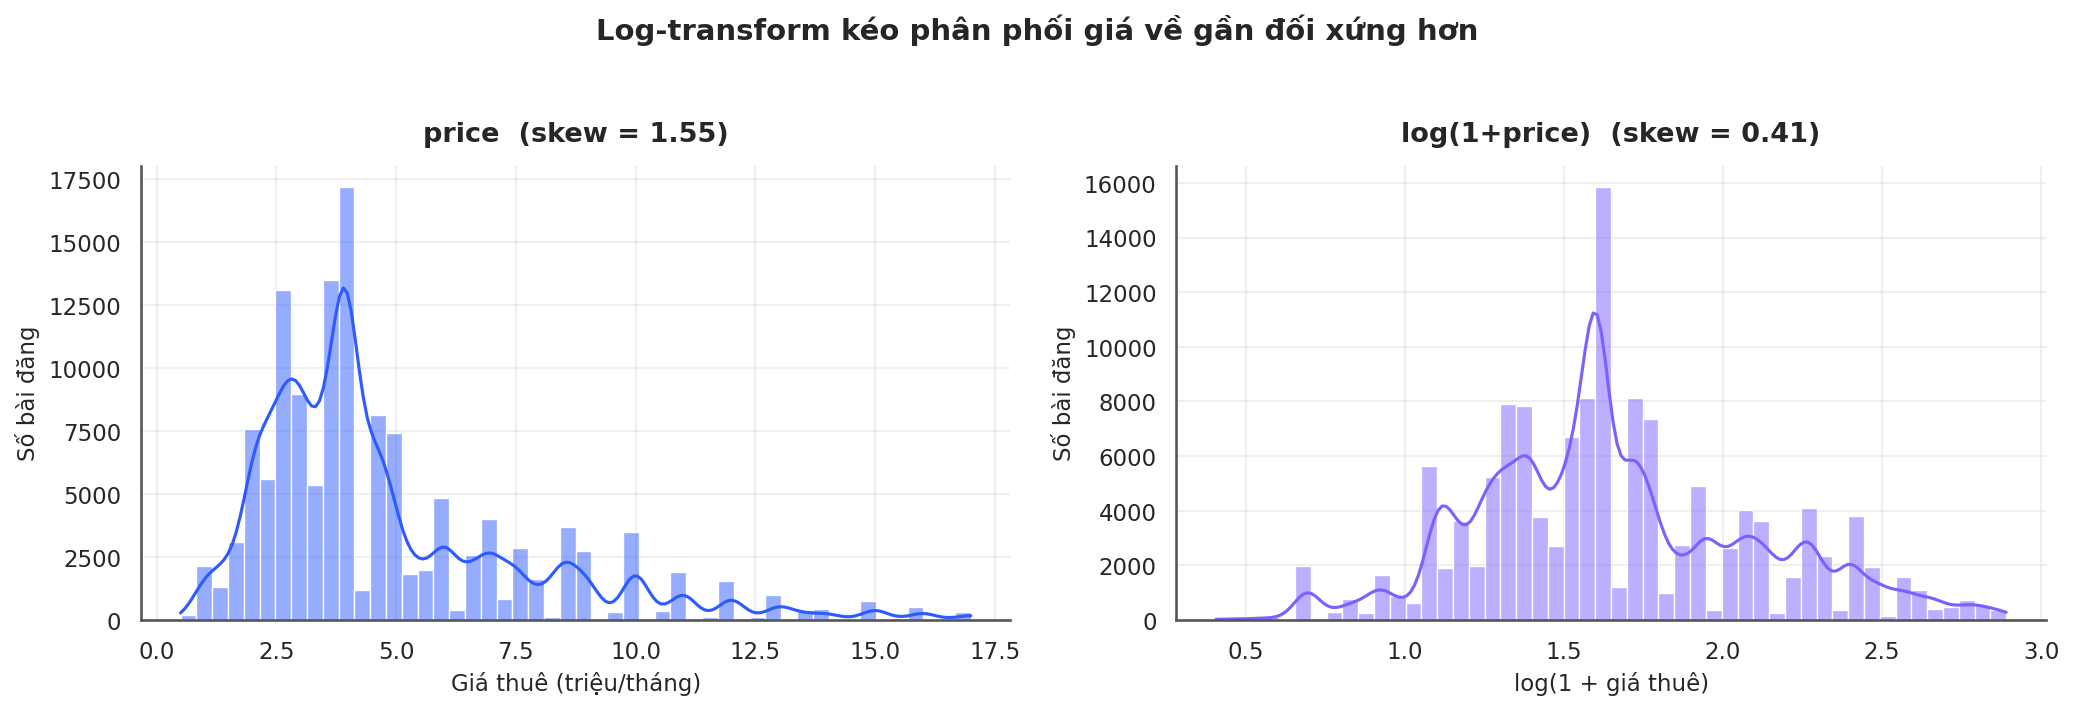 Log-transform kéo phân phối giá về gần đối xứng hơn
price (skew = 1.55)
17500
15000
12500
10000
7500
5000
2500
0
Số bài đăng
0.0 2.5 5.0 7.5 10.0 12.5 15.0 17.5
Giá thuê (triệu/tháng)
log(1+price) (skew = 0.41)
16000
14000
12000
10000
8000
6000
4000
2000
0
Số bài đăng
0.5 1.0 1.5 2.0 2.5 3.0
log(1 + giá thuê)